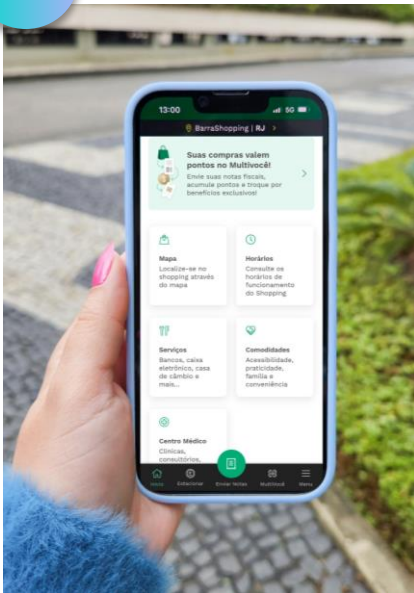 13:00
5G
BarraShopping | RJ >
Suas compras valem
pontos no Multivocê!
Envie suas notas fiscais,
acumule pontos e troque por
benefícios exclusivos!
Mapa
Localize-se no
shopping através
do mapa
Horários
Consulte os
horários de
funcionamento
do Shopping
Serviços
Bancos, caixa
eletrônico, casa
de câmbio e
mais...
Comodidades
Acessibilidade,
praticidade,
família e
conveniência
Centro Médico
Clínicas,
consultórios,
Início
Estacionar
Enviar Notas
Multivocê
Menu